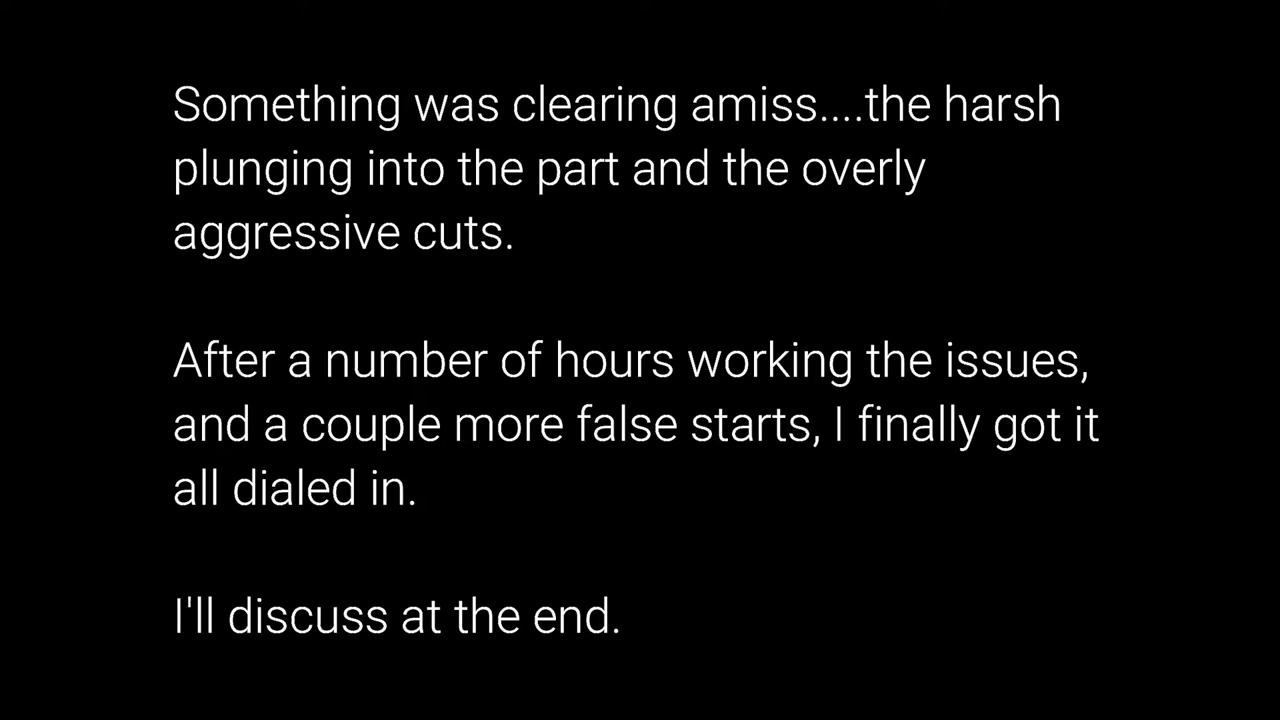 Something was clearing amiss....the harsh
plunging into the part and the overly
aggressive cuts.
After a number of hours working the issues,
and a couple more false starts, I finally got it
all dialed in.
I'll discuss at the end.